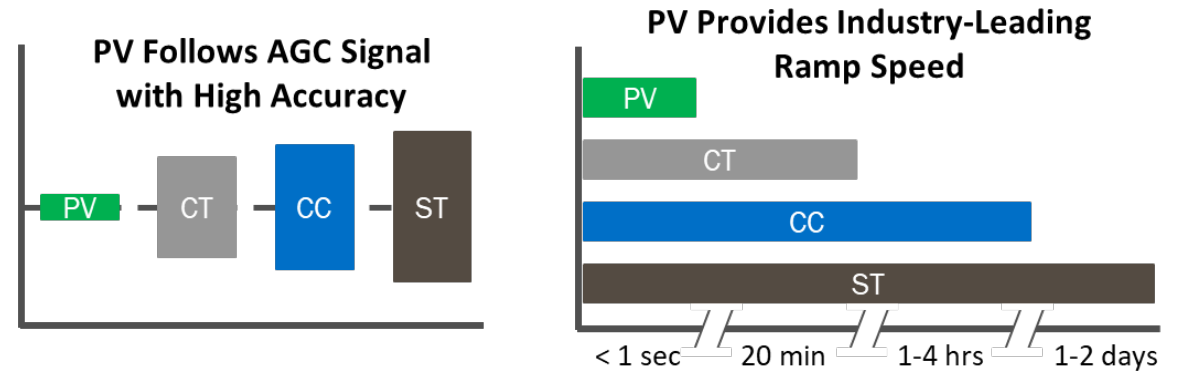 PV Follows AGC Signal
with High Accuracy
PV
CT
CC
ST
PV Provides Industry-Leading
Ramp Speed
PV
CT
CC
ST
< 1 sec
20 min
1-4 hrs
1-2 days